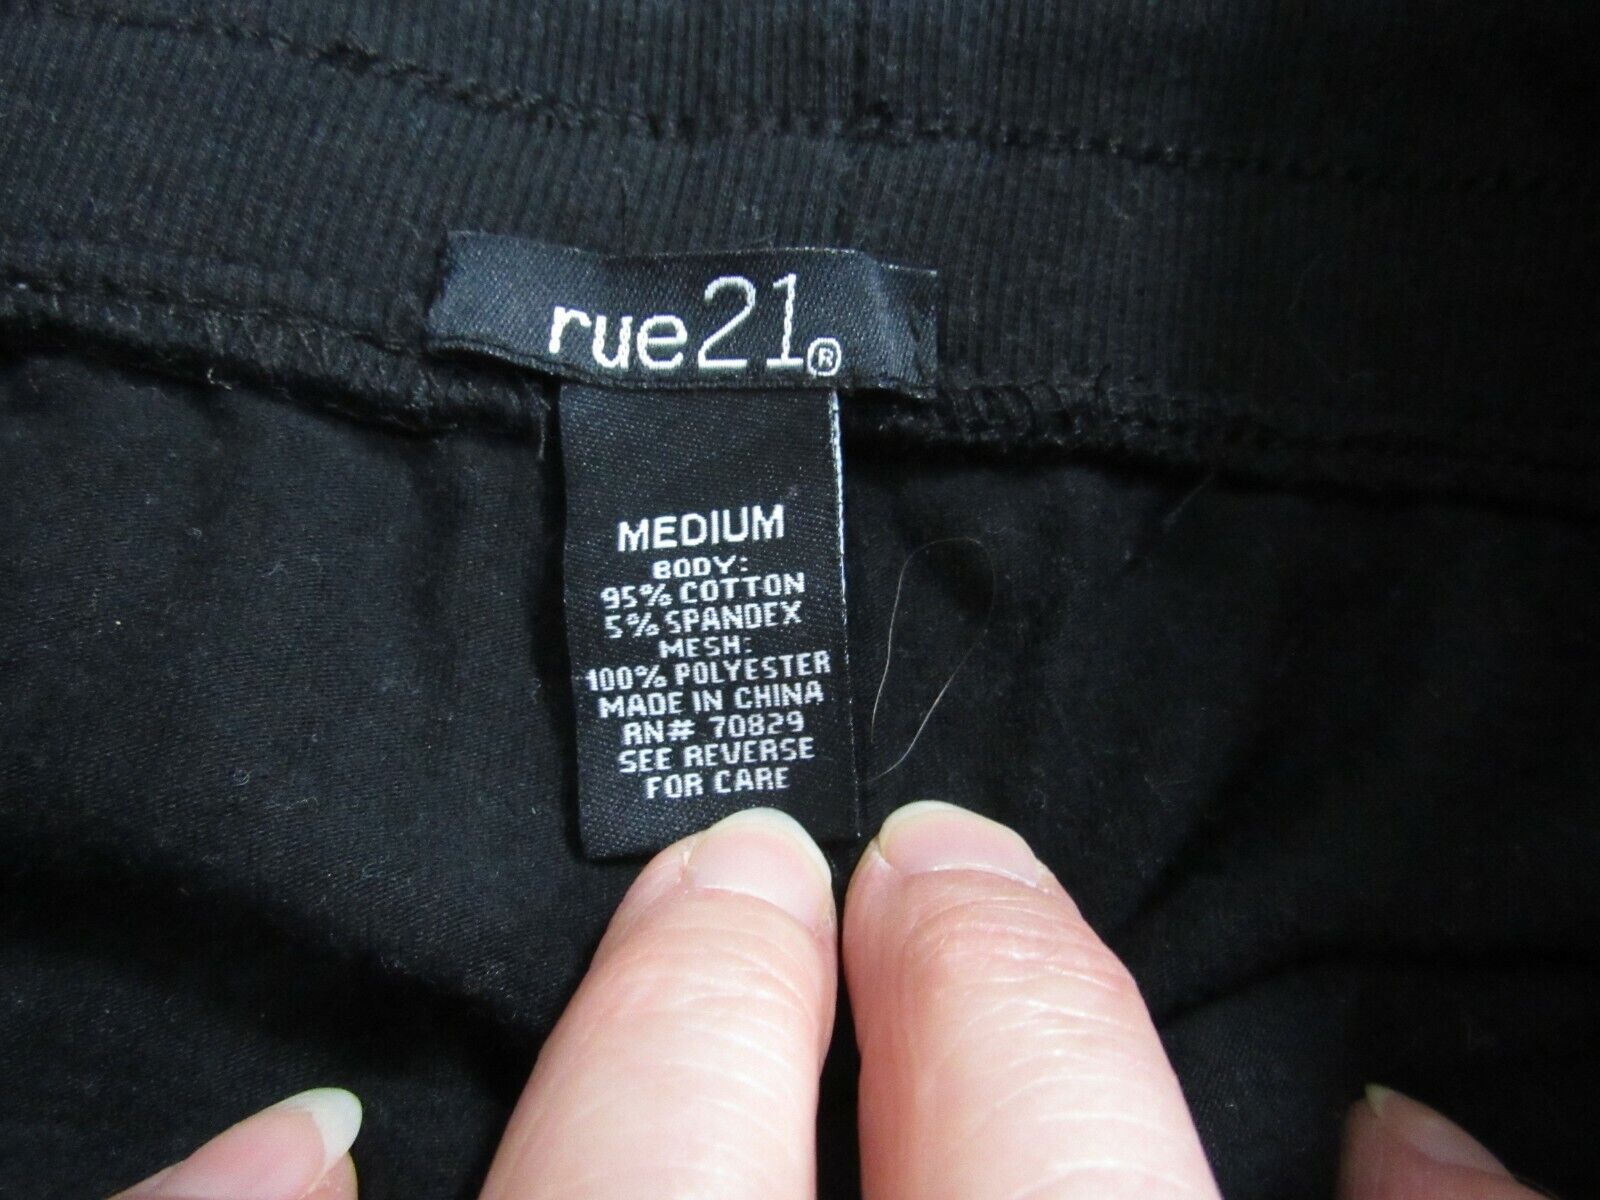 rue21®
MEDIUM
BODY:
95% COTTON
5% SPANDEX
MESH:
100% POLYESTER
MADE IN CHINA
RN# 70829
SEE REVERSE
FOR CARE